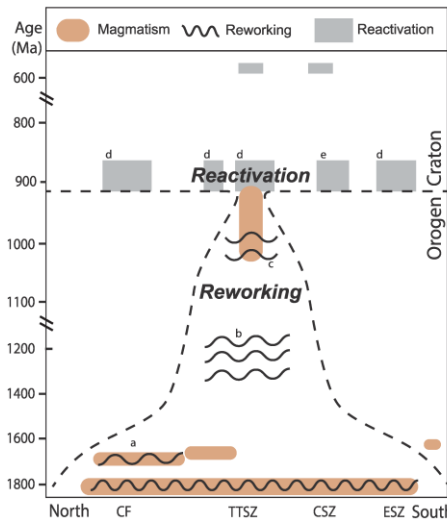 Age
(Ma)
Magmatism
Reworking
Reactivation
600
800
d
d
d
e
d
Reactivation
900
Orogen Craton
1000
c
Reworking
1100
b
1200
1400
a
1600
1800
North CF TTSZ CSZ ESZ South